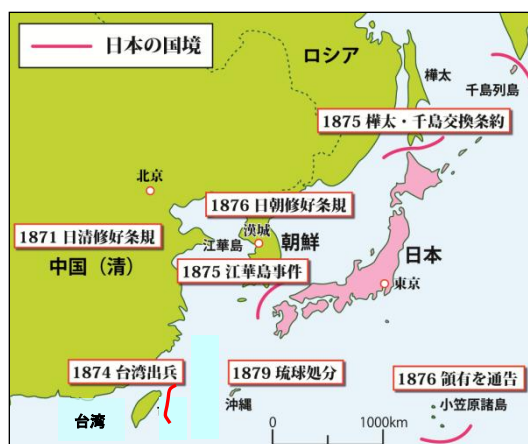 日本の国境
ロシア
樺太
千島列島
1875 樺太・千島交換条約
北京
1876 日朝修好条規
漢城
1871 日清修好条規
江華島
朝鮮
日本
中国（清）
1875 江華島事件
東京
1874 台湾出兵
1879 琉球処分
1876 領有を通告
台湾
沖縄
小笠原諸島
0
1000km